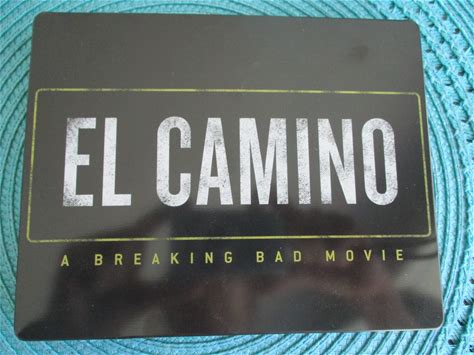 EL CAMINO
A BREAKING BAD MOVIE